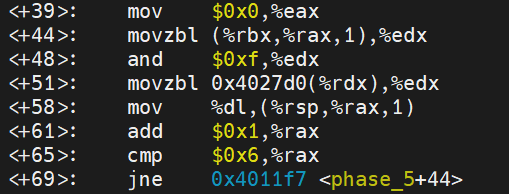 <+39>: mov $0x0,%eax
<+44>: movzbl (%rbx,%rax,1),%edx
<+48>: and $0xf,%edx
<+51>: movzbl 0x4027d0(%rdx),%edx
<+58>: mov %dl,(%rsp,%rax,1)
<+61>: add $0x1,%rax
<+65>: cmp $0x6,%rax
<+69>: jne 0x4011f7 <phase_5+44>